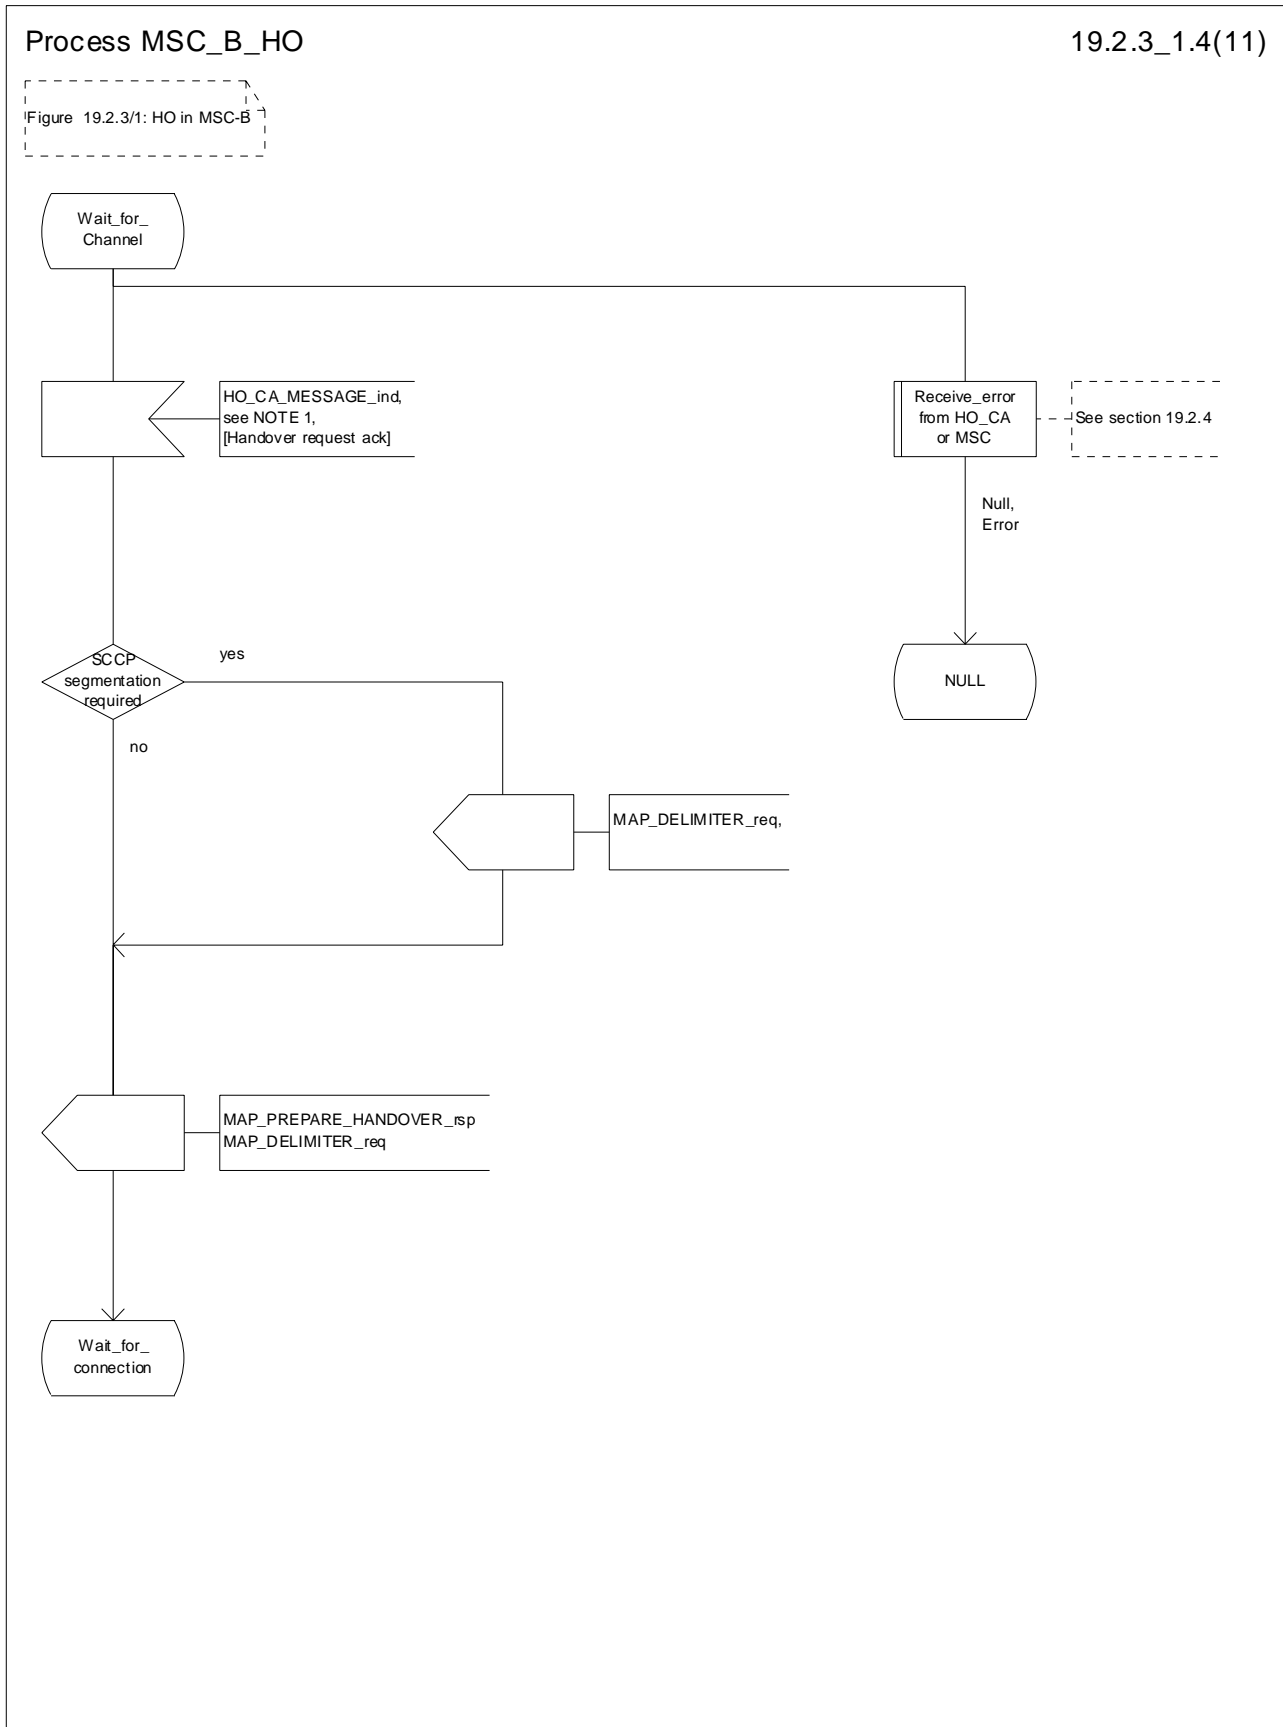 Process MSC_B_HO
19.2.3_1.4(11)
Figure 19.2.3/1: HO in MSC-B
Wait_for_
Channel
HO_CA_MESSAGE_ind,
see NOTE 1,
[Handover request ack]
Receive_error
from HO_CA
or MSC
See section 19.2.4
Null,
Error
SCCP
segmentation
required
yes
NULL
no
MAP_DELIMITER_req,
MAP_PREPARE_HANDOVER_rsp
MAP_DELIMITER_req
Wait_for_
connection